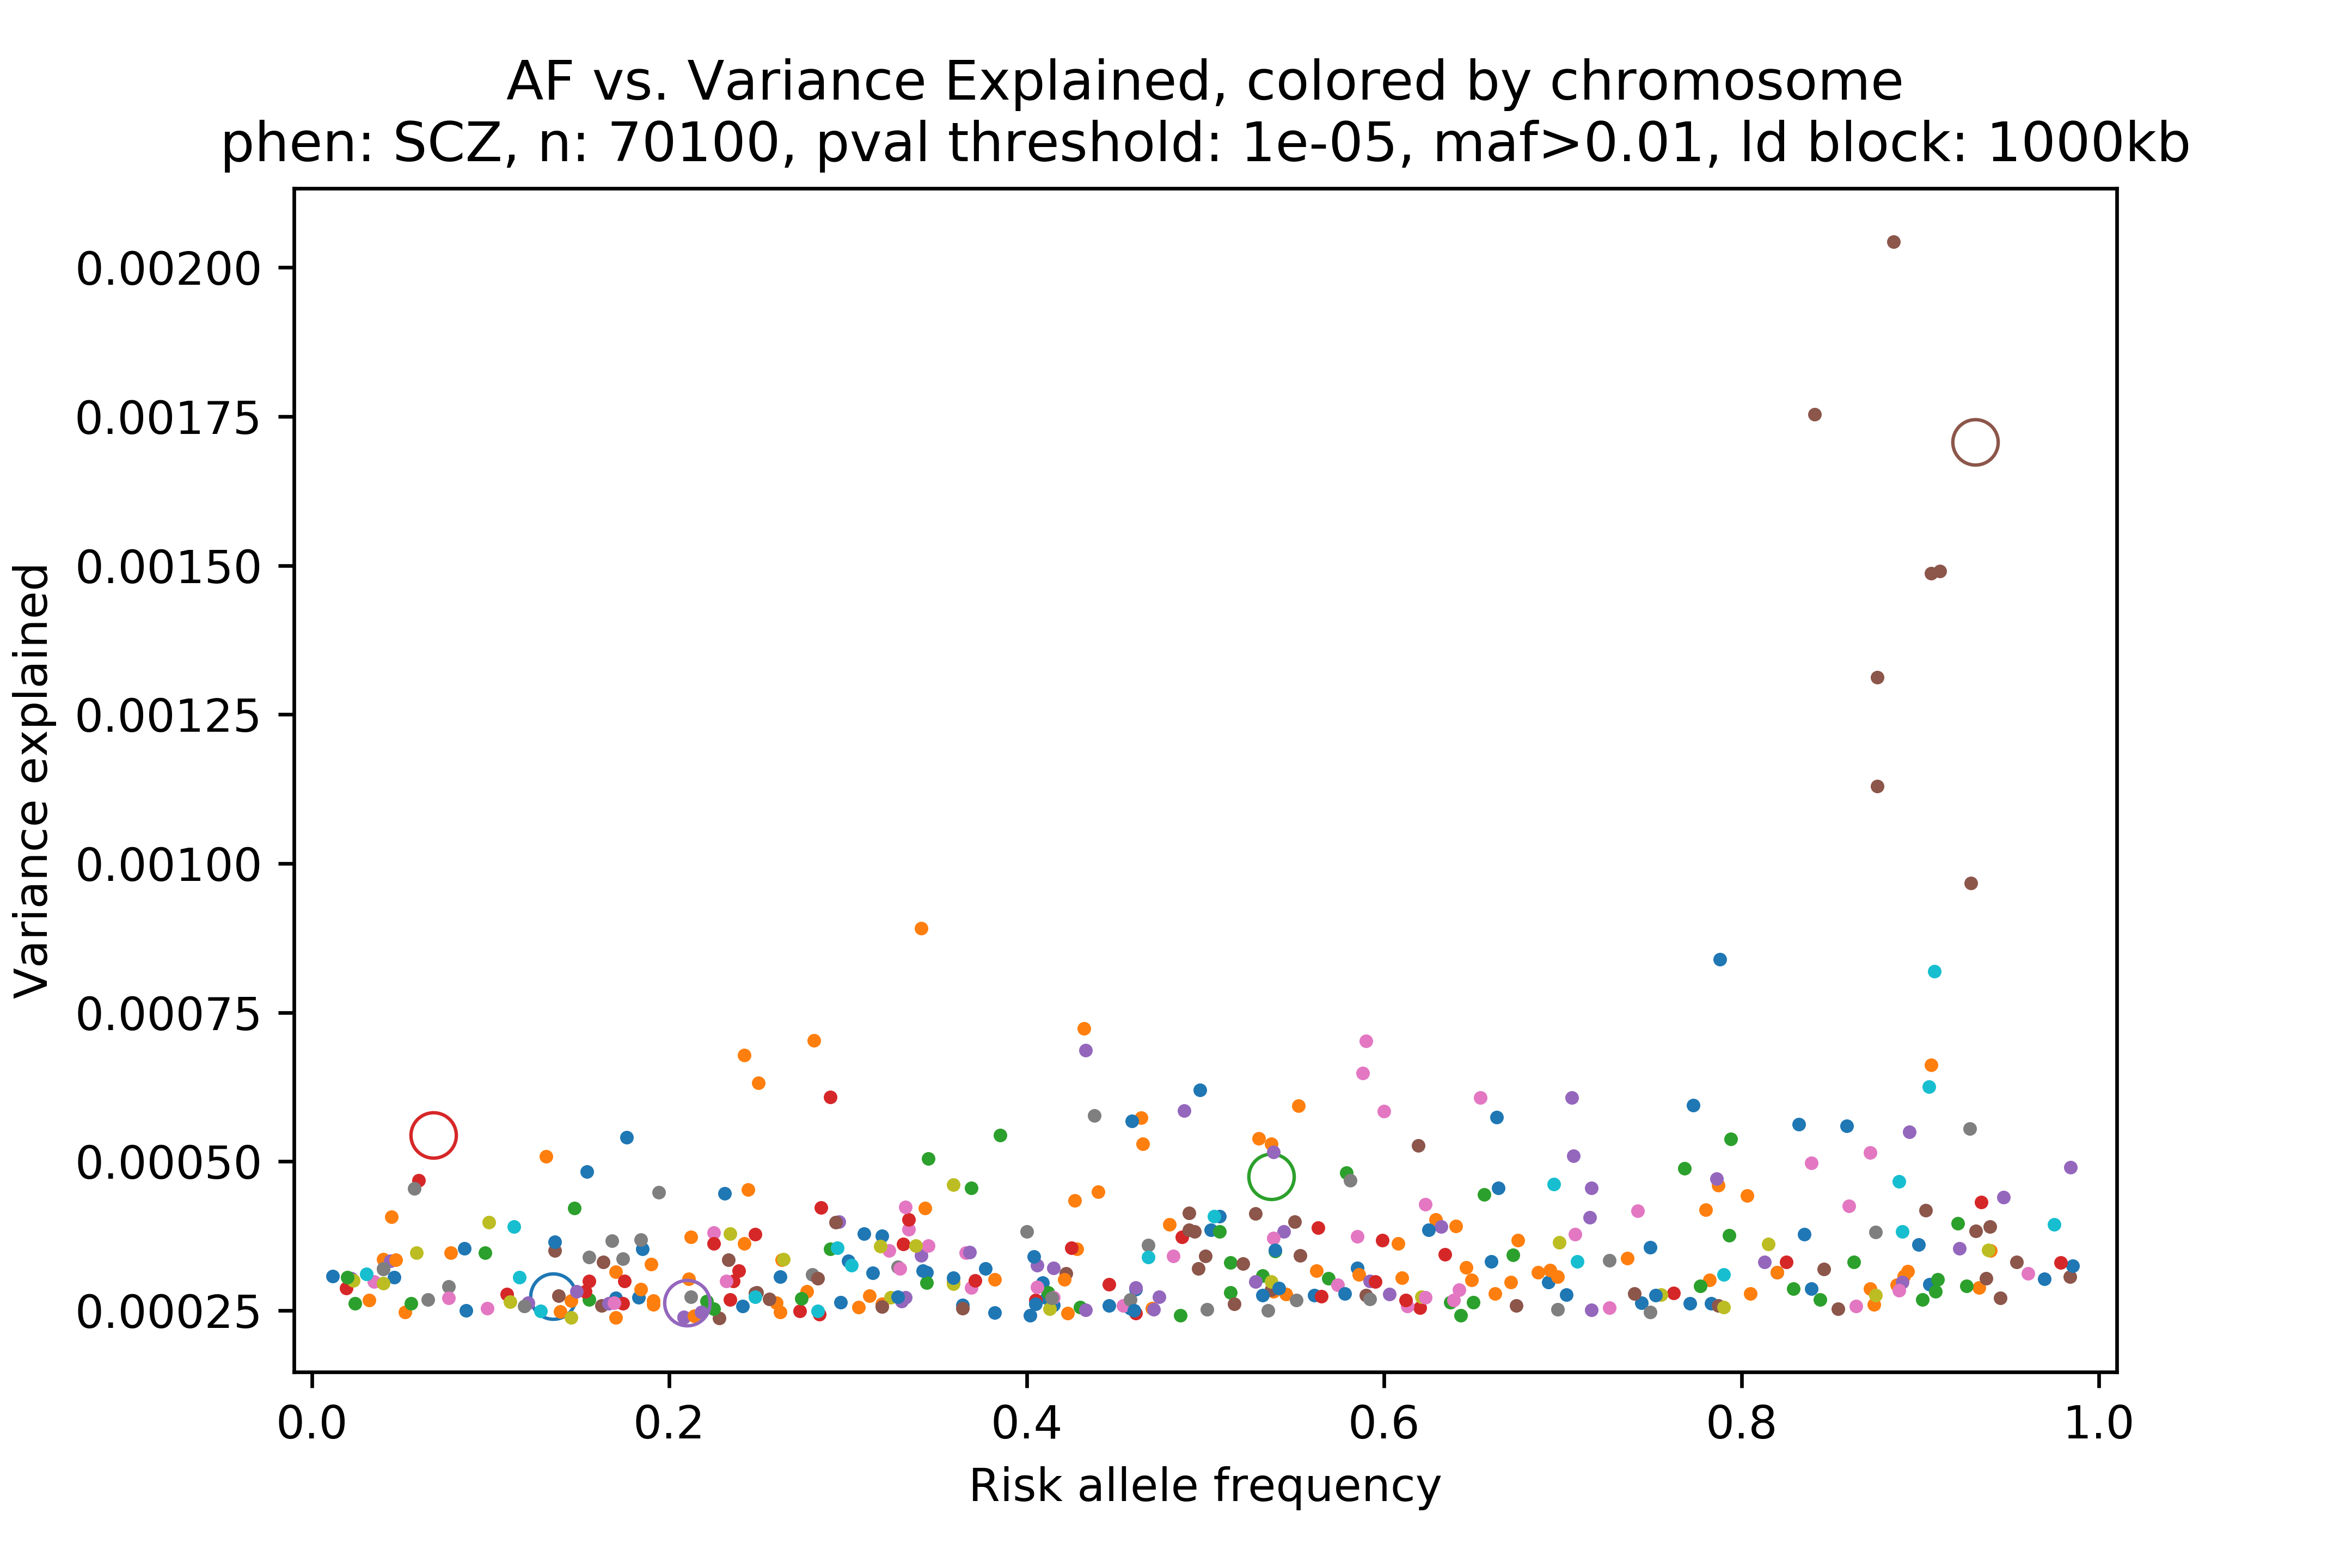 AF vs. Variance Explained, colored by chromosome
phen: SCZ, n: 70100, pval threshold: 1e-05, maf>0.01, ld block: 1000kb
0.00200
0.00175
0.00150
0.00125
0.00100
0.00075
0.00050
0.00025
Variance explained
0.0 0.2 0.4 0.6 0.8 1.0
Risk allele frequency